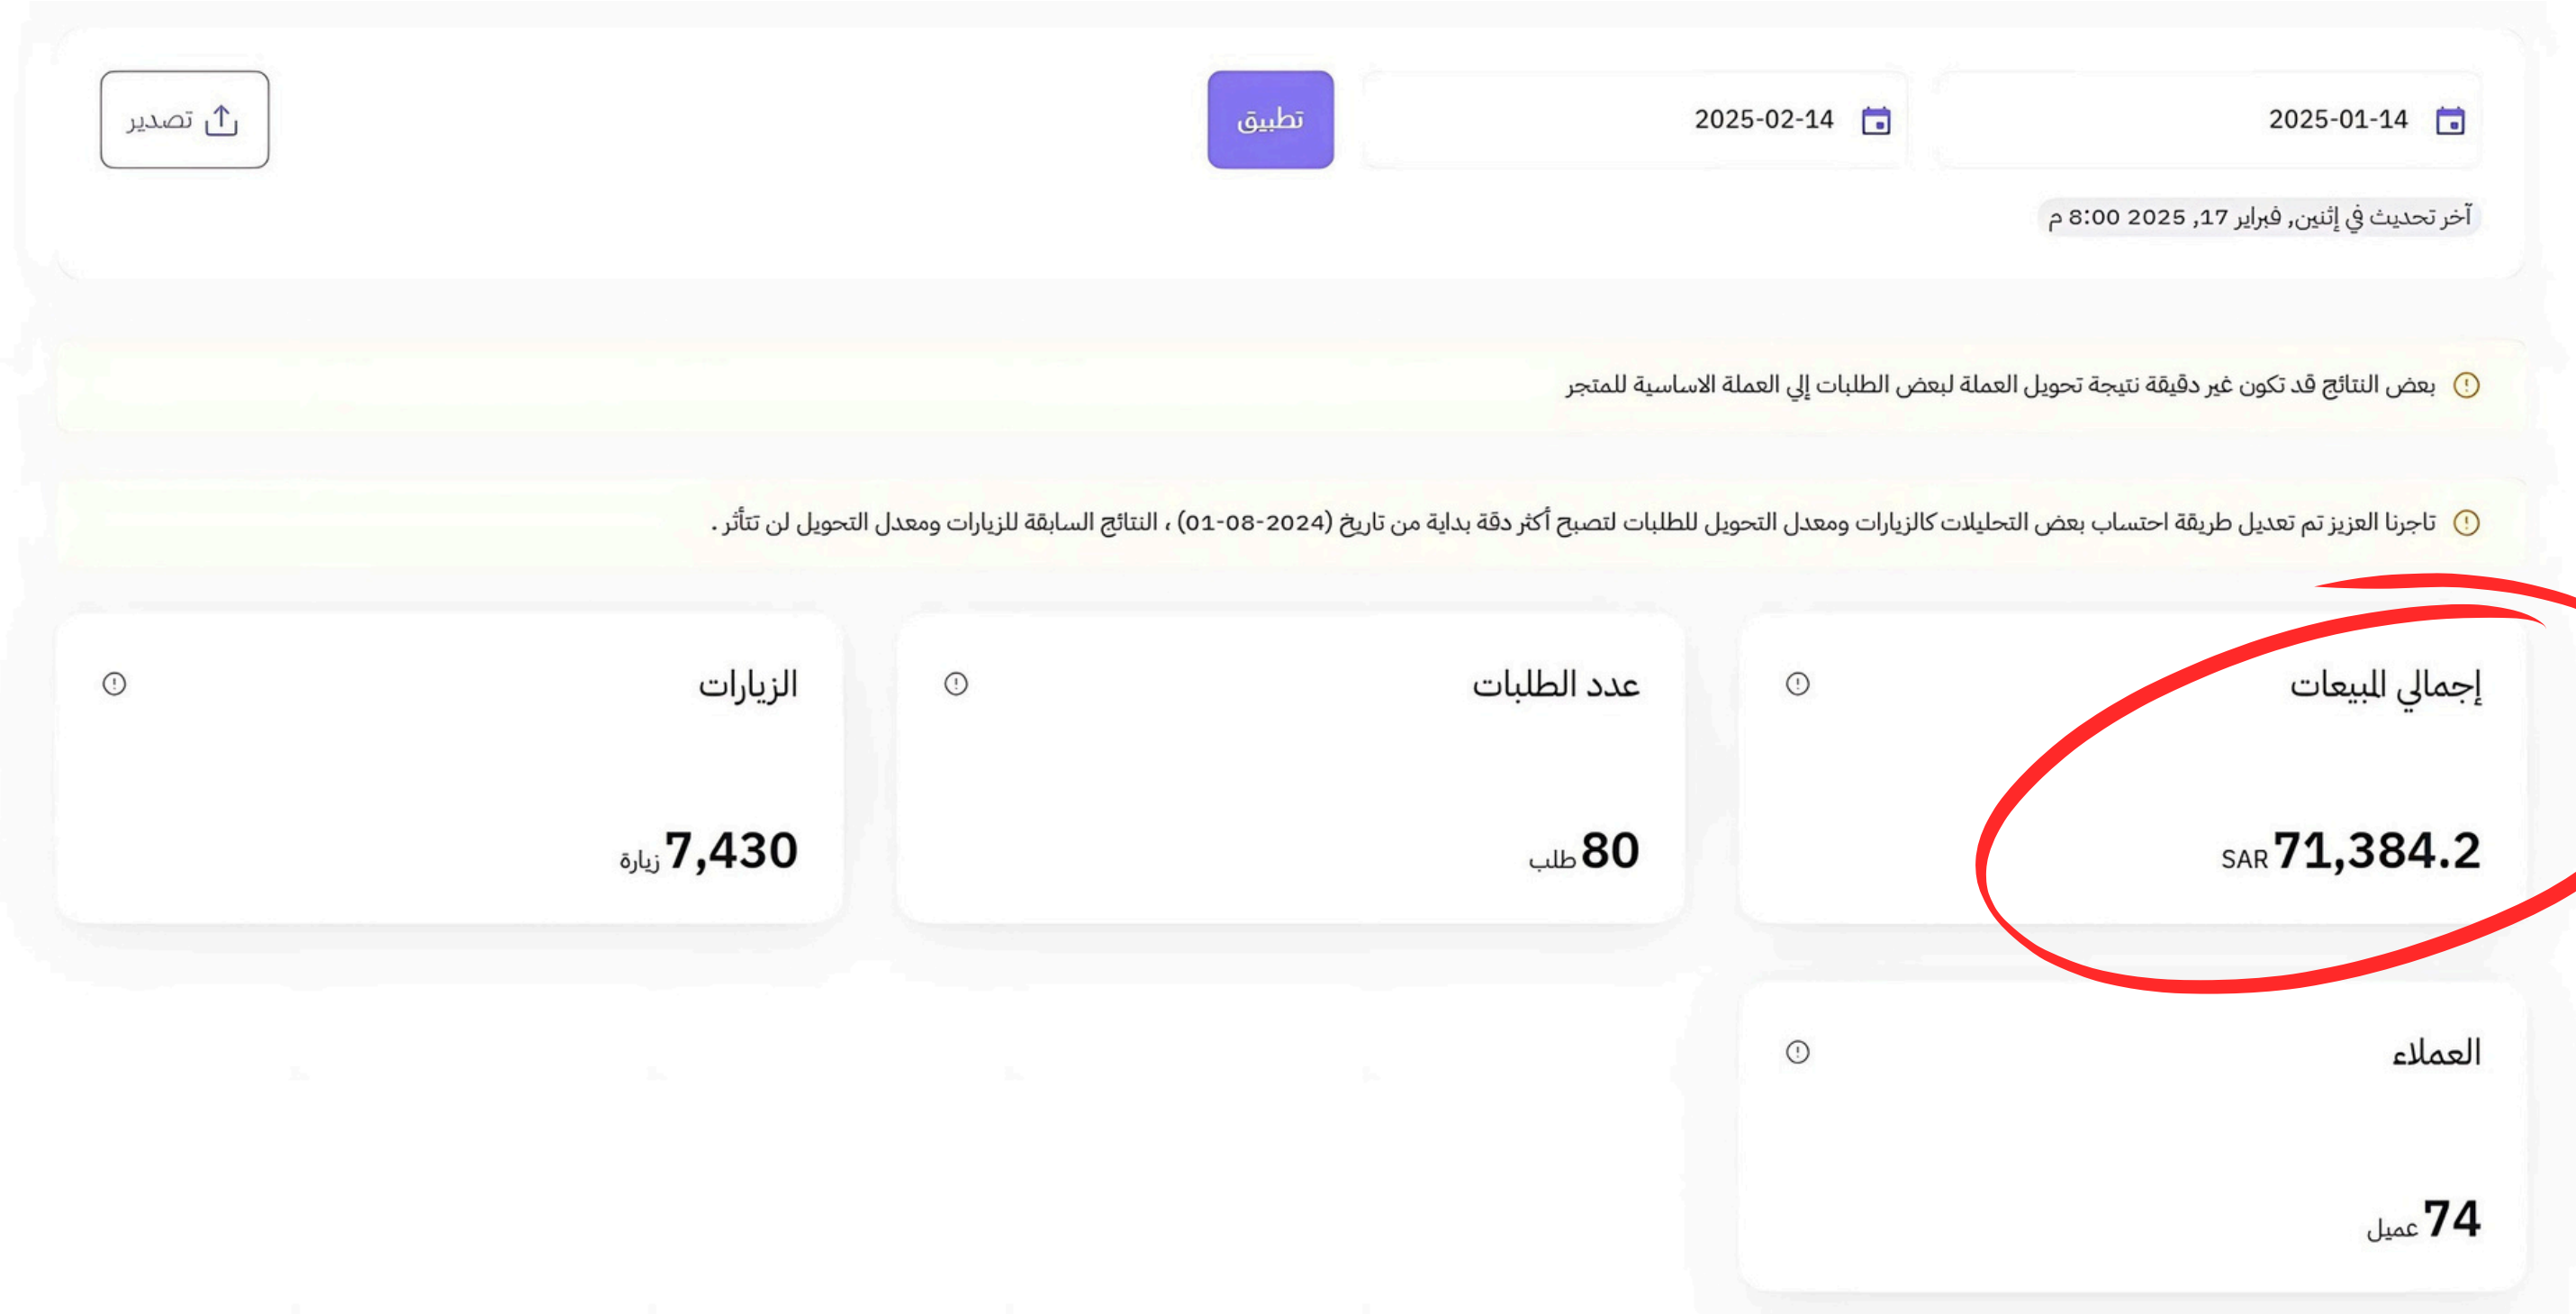 2025-01-14
2025-02-14
تطبيق
تصدير
آخر تحديث في إثنين, فبراير 17, 2025 8:00 م
بعض النتائج قد تكون غير دقيقة نتيجة تحويل العملة لبعض الطلبات إلي العملة الاساسية للمتجر
تاجرنا العزيز تم تعديل طريقة احتساب بعض التحليلات كالزيارات ومعدل التحويل للطلبات لتصبح أكثر دقة بداية من تاريخ (2024-08-01) ، النتائج السابقة للزيارات ومعدل التحويل لن تتأثر .
إجمالي المبيعات
71,384.2 SAR
عدد الطلبات
80 طلب
الزيارات
7,430 زيارة
العملاء
74 عميل